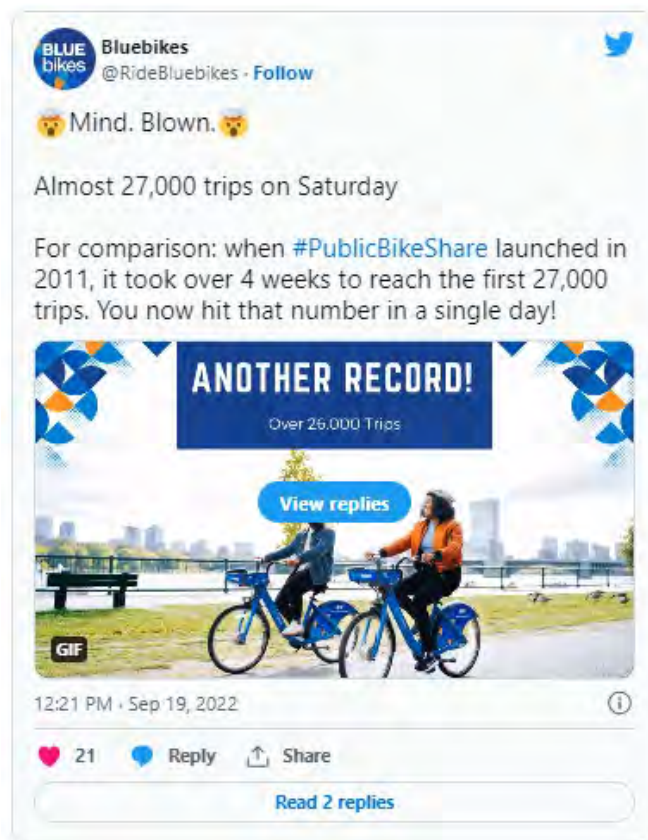 BLUE
bikes
Bluebikes
@RideBluebikes · Follow
🤯Mind. Blown.🤯
Almost 27,000 trips on Saturday
For comparison: when #PublicBikeShare launched in
2011, it took over 4 weeks to reach the first 27,000
trips. You now hit that number in a single day!
ANOTHER RECORD!
Over 26,000 Trips
View replies
GIF
12:21 PM · Sep 19, 2022
21 Reply Share
Read 2 replies